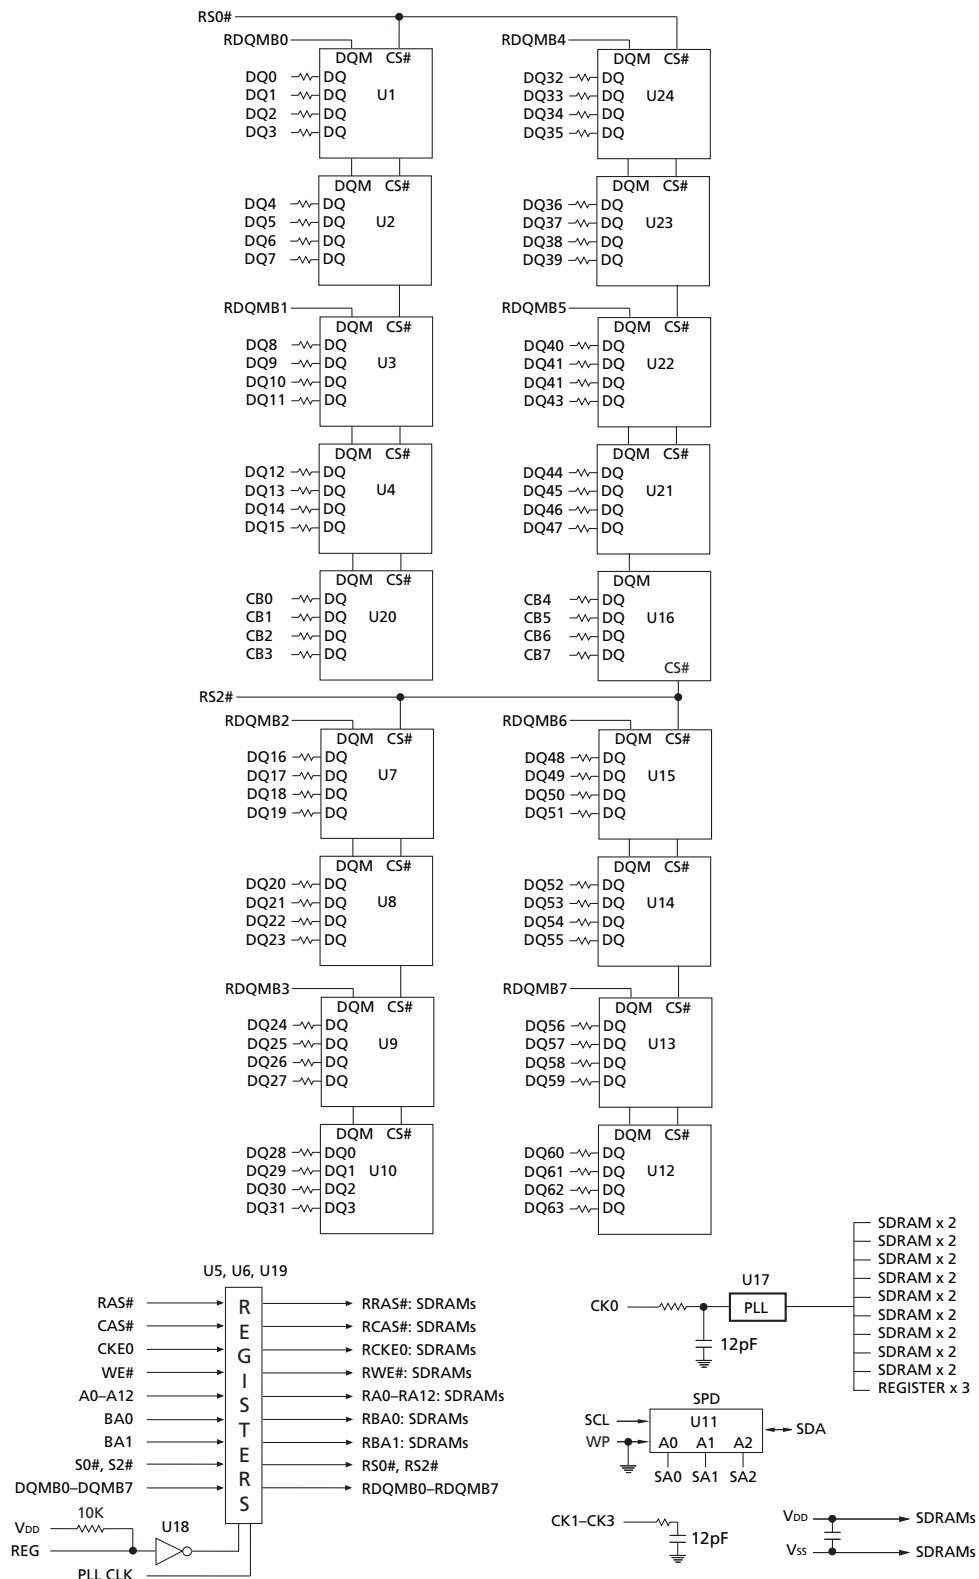 RS0#
RDQMB0
DQM CS#
DQ0 DQ
DQ1 DQ
DQ2 DQ
DQ3 DQ
U1
DQM CS#
DQ4 DQ
DQ5 DQ
DQ6 DQ
DQ7 DQ
U2
RDQMB1
DQM CS#
DQ8 DQ
DQ9 DQ
DQ10 DQ
DQ11 DQ
U3
DQM CS#
DQ12 DQ
DQ13 DQ
DQ14 DQ
DQ15 DQ
U4
DQM CS#
CB0 DQ
CB1 DQ
CB2 DQ
CB3 DQ
U20
RDQMB4
DQM CS#
DQ32 DQ
DQ33 DQ
DQ34 DQ
DQ35 DQ
U24
DQM CS#
DQ36 DQ
DQ37 DQ
DQ38 DQ
DQ39 DQ
U23
RDQMB5
DQM CS#
DQ40 DQ
DQ41 DQ
DQ41 DQ
DQ43 DQ
U22
DQM CS#
DQ44 DQ
DQ45 DQ
DQ46 DQ
DQ47 DQ
U21
DQM
CB4 DQ
CB5 DQ
CB6 DQ
CB7 DQ
U16
CS#
RS2#
RDQMB2
DQM CS#
DQ16 DQ
DQ17 DQ
DQ18 DQ
DQ19 DQ
U7
DQM CS#
DQ20 DQ
DQ21 DQ
DQ22 DQ
DQ23 DQ
U8
RDQMB3
DQM CS#
DQ24 DQ
DQ25 DQ
DQ26 DQ
DQ27 DQ
U9
DQM CS#
DQ28 DQ0
DQ29 DQ1
DQ30 DQ2
DQ31 DQ3
U10
RDQMB6
DQM CS#
DQ48 DQ
DQ49 DQ
DQ50 DQ
DQ51 DQ
U15
DQM CS#
DQ52 DQ
DQ53 DQ
DQ54 DQ
DQ55 DQ
U14
RDQMB7
DQM CS#
DQ56 DQ
DQ57 DQ
DQ58 DQ
DQ59 DQ
U13
DQM CS#
DQ60 DQ
DQ61 DQ
DQ62 DQ
DQ63 DQ
U12
U5, U6, U19
REGISTERS
RAS# RRAS#: SDRAMs
CAS# RCAS#: SDRAMs
CKE0 RCKE0: SDRAMs
WE# RWE#: SDRAMs
A0–A12 RA0–RA12: SDRAMs
BA0 RBA0: SDRAMs
BA1 RBA1: SDRAMs
S0#, S2# RS0#, RS2#
DQMB0–DQMB7 RDQMB0–RDQMB7
10K
VDD
U18
REG
PLL CLK
CK0
U17
PLL
12pF
SDRAM x 2
SDRAM x 2
SDRAM x 2
SDRAM x 2
SDRAM x 2
SDRAM x 2
SDRAM x 2
SDRAM x 2
SDRAM x 2
REGISTER x 3
SPD
SCL
U11
WP
A0 A1 A2
SDA
SA0 SA1 SA2
CK1–CK3
12pF
VDD SDRAMs
VSS SDRAMs